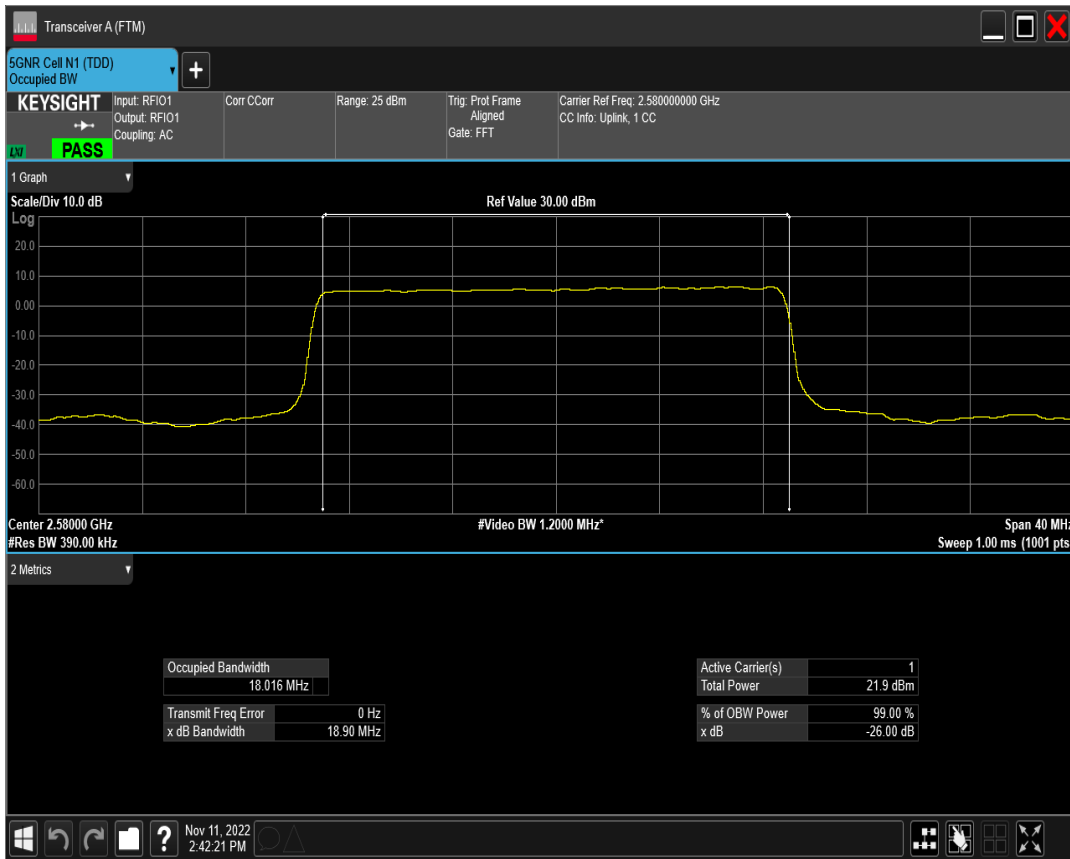 Transceiver A (FTM)
5GNR Cell N1 (TDD)
Occupied BW
KEYSIGHT
LXI
PASS
Input: RFIO1
Output: RFIO1
Coupling: AC
Corr CCorr
Range: 25 dBm
Trig: Prot Frame
Aligned
Gate: FFT
Carrier Ref Freq: 2.580000000 GHz
CC Info: Uplink, 1 CC
1 Graph
Scale/Div 10.0 dB
Ref Value 30.00 dBm
Log
20.0
10.0
0.00
-10.0
-20.0
-30.0
-40.0
-50.0
-60.0
Center 2.58000 GHz
#Video BW 1.2000 MHz*
Span 40 MHz
#Res BW 390.00 kHz
Sweep 1.00 ms (1001 pts
2 Metrics
Occupied Bandwidth
18.016 MHz
Transmit Freq Error 0 Hz
x dB Bandwidth 18.90 MHz
Active Carrier(s) 1
Total Power 21.9 dBm
% of OBW Power 99.00 %
x dB -26.00 dB
?
Nov 11, 2022
2:42:21 PM